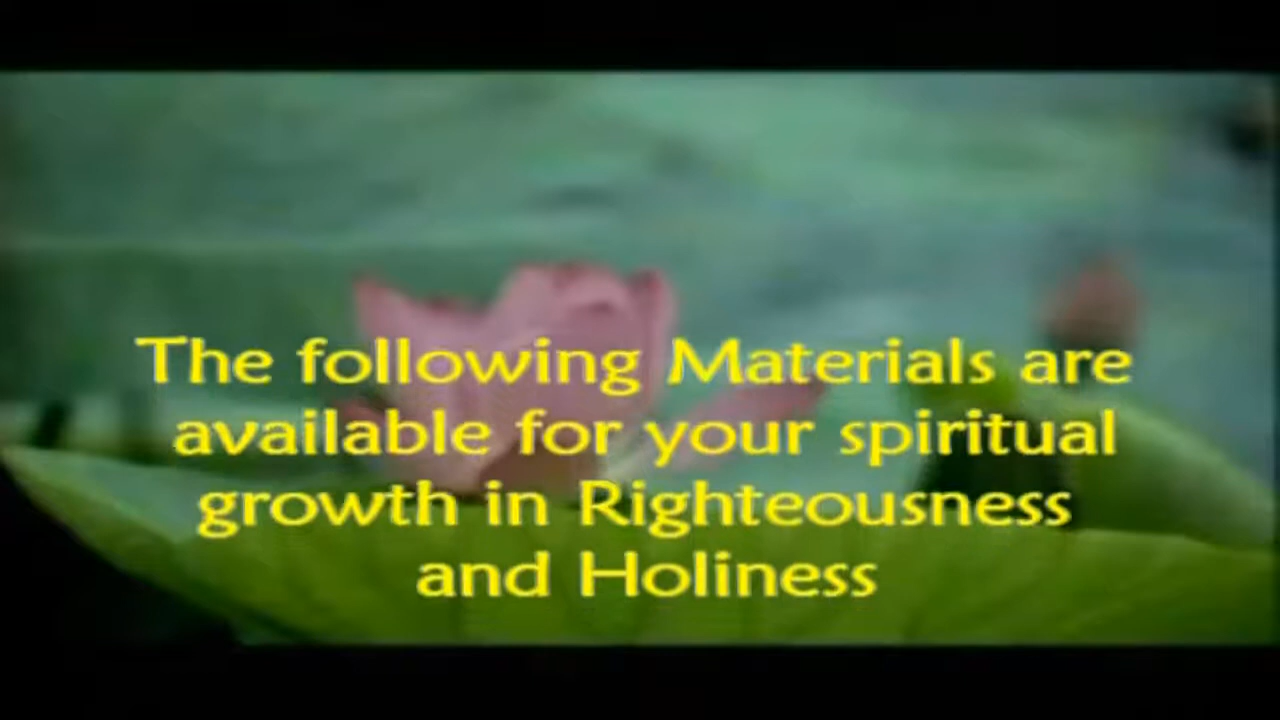 The following Materials are
available for your spiritual
growth in Righteousness
and Holiness